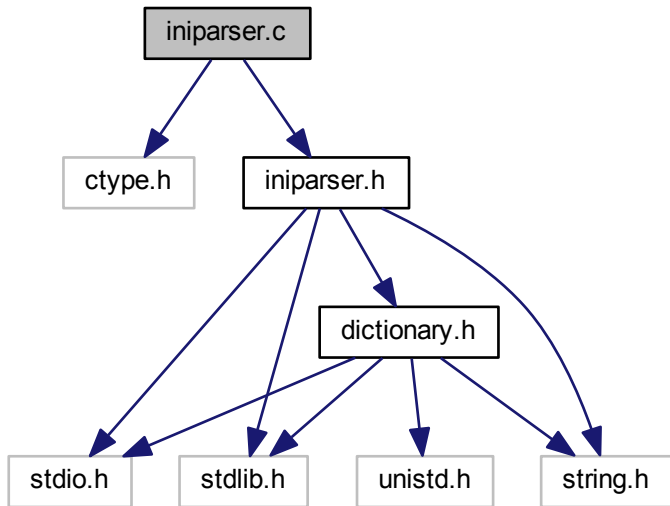 iniparser.c
ctype.h
iniparser.h
dictionary.h
stdio.h
stdlib.h
unistd.h
string.h